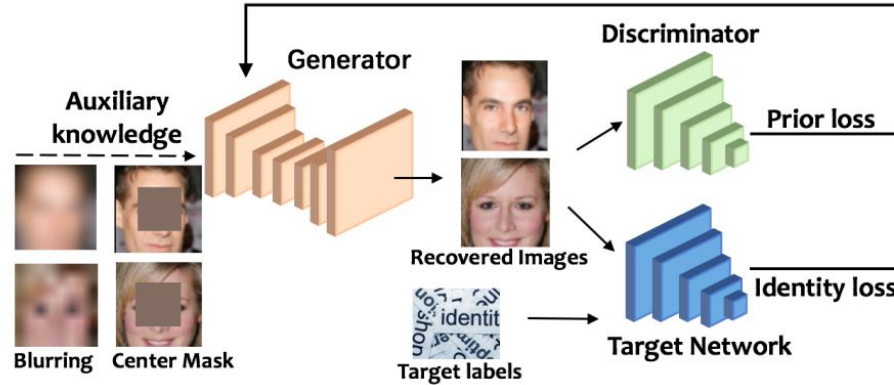 Generator
Discriminator
Auxiliary
knowledge
Prior loss
Recovered Images
Identity loss
identit
Blurring
Center Mask
Target labels
Target Network